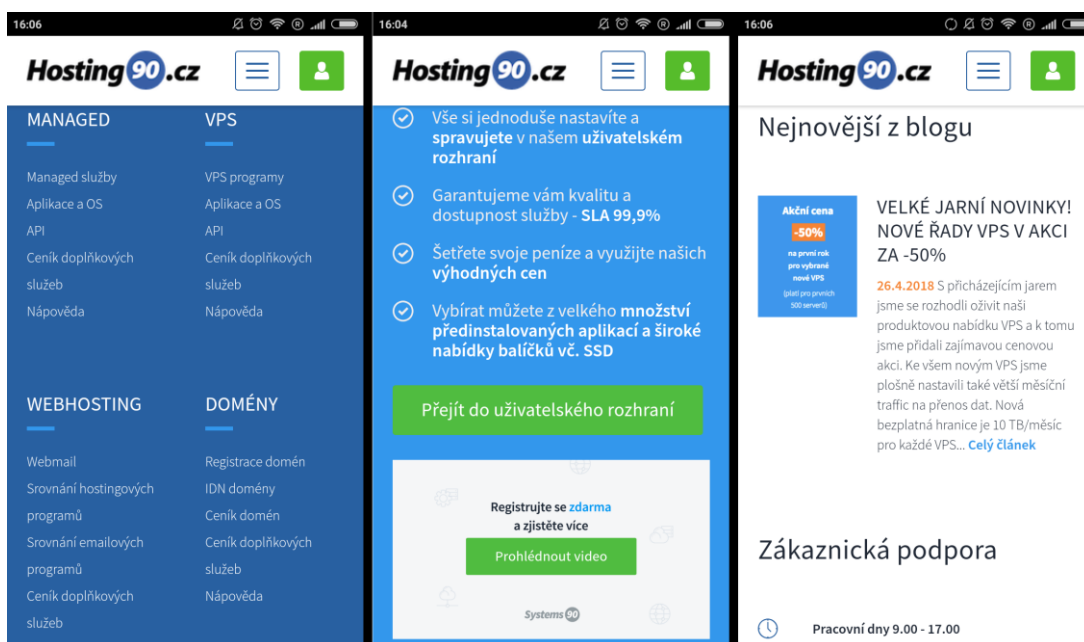 16:06
Hosting90.cz
MANAGED
Managed služby
Aplikace a OS
API
Ceník doplňkových
služeb
Nápověda
VPS
VPS programy
Aplikace a OS
API
Ceník doplňkových
služeb
Nápověda
WEBHOSTING
Webmail
Srovnání hostingových
programů
Srovnání emailových
programů
Ceník doplňkových
služeb
DOMÉNY
Registrace domén
IDN domény
Ceník domén
Ceník doplňkových
služeb
Nápověda
16:04
Hosting90.cz
Vše si jednoduše nastavíte a
spravujete v našem uživatelském
rozhraní
Garantujeme vám kvalitu a
dostupnost služby - SLA 99,9%
Šetřete svoje peníze a využijte našich
výhodných cen
Vybírat můžete z velkého množství
předinstalovaných aplikací a široké
nabídky balíčků vč. SSD
Přejít do uživatelského rozhraní
Registrujte se zdarma
a zjistěte více
Prohlédnout video
Systems90
16:06
Hosting90.cz
Nejnovější z blogu
Akční cena
-50%
na první rok
pro vybrané
nové VPS
(platí pro prvních
500 serverů)
VELKÉ JARNÍ NOVINKY!
NOVÉ ŘADY VPS V AKCI
ZA -50%
26.4.2018 S přicházejícím jarem
jsme se rozhodli oživit naši
produktovou nabídku VPS a k tomu
jsme přidali zajímavou cenovou
akci. Ke všem novým VPS jsme
plošně nastavili také větší měsíční
traffic na přenos dat. Nová
bezplatná hranice je 10 TB/měsíc
pro každé VPS... Celý článek
Zákaznická podpora
Pracovní dny 9.00 - 17.00